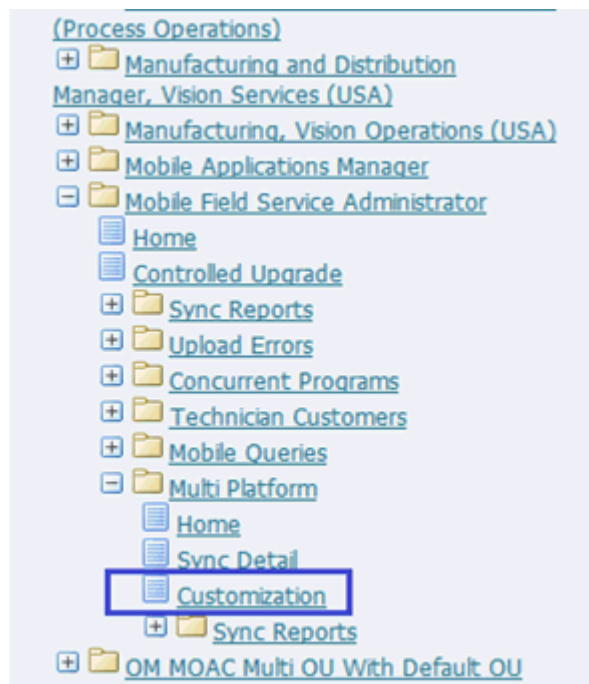 (Process Operations)
Manufacturing and Distribution
Manager, Vision Services (USA)
Manufacturing, Vision Operations (USA)
Mobile Applications Manager
Mobile Field Service Administrator
Home
Controlled Upgrade
Sync Reports
Upload Errors
Concurrent Programs
Technician Customers
Mobile Queries
Multi Platform
Home
Sync Detail
Customization
Sync Reports
OM MOAC Multi OU With Default OU